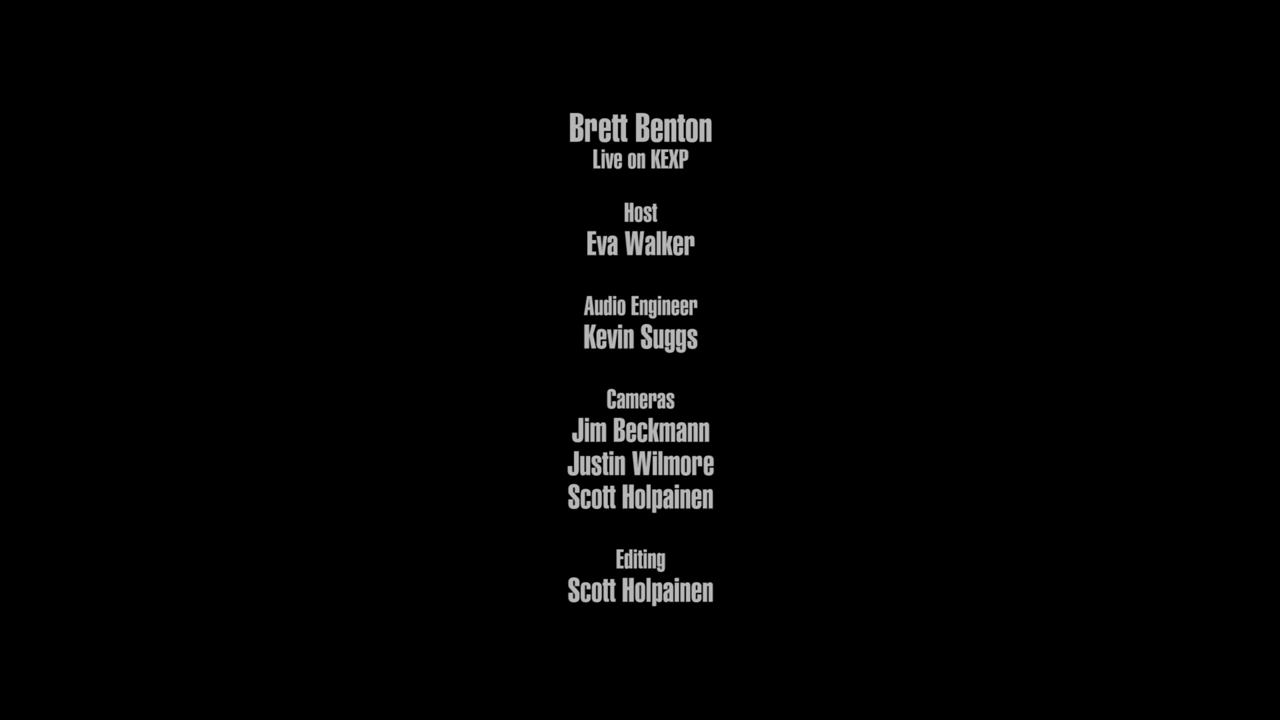 Brett Benton
Live on KEXP
Host
Eva Walker
Audio Engineer
Kevin Suggs
Cameras
Jim Beckmann
Justin Wilmore
Scott Holpainen
Editing
Scott Holpainen